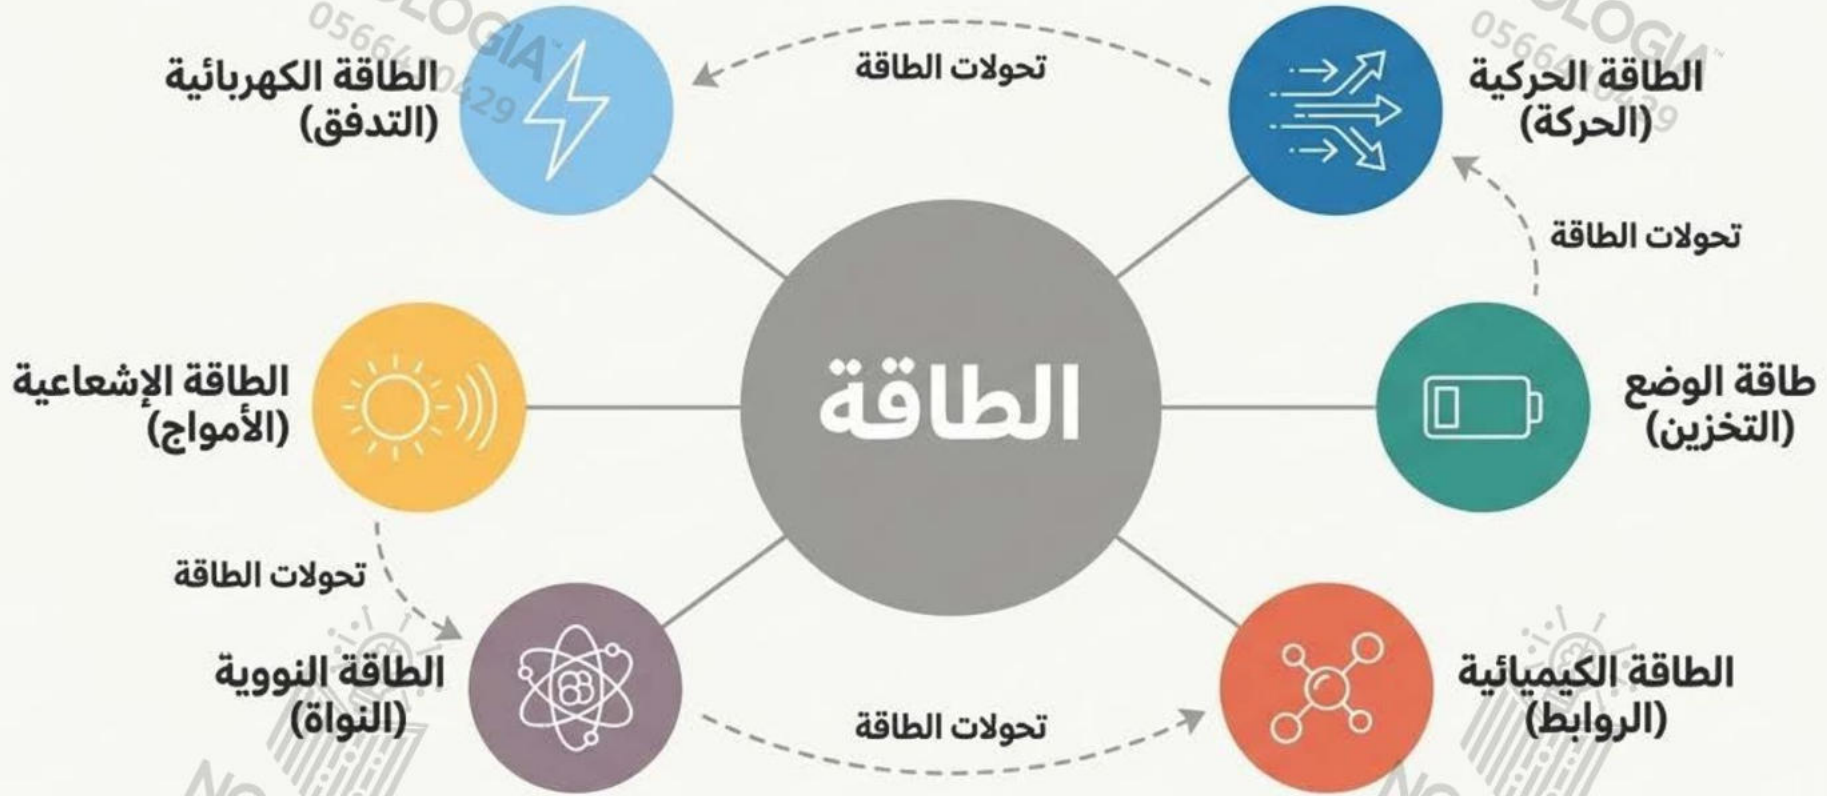 الطاقة الحركية
(الحركة)
تحولات الطاقة
الطاقة الكهربائية
(التدفق)
تحولات الطاقة
طاقة الوضع
(التخزين)
الطاقة
الطاقة الإشعاعية
(الأمواج)
تحولات الطاقة
الطاقة الكيميائية
(الروابط)
تحولات الطاقة
الطاقة النووية
(النواة)